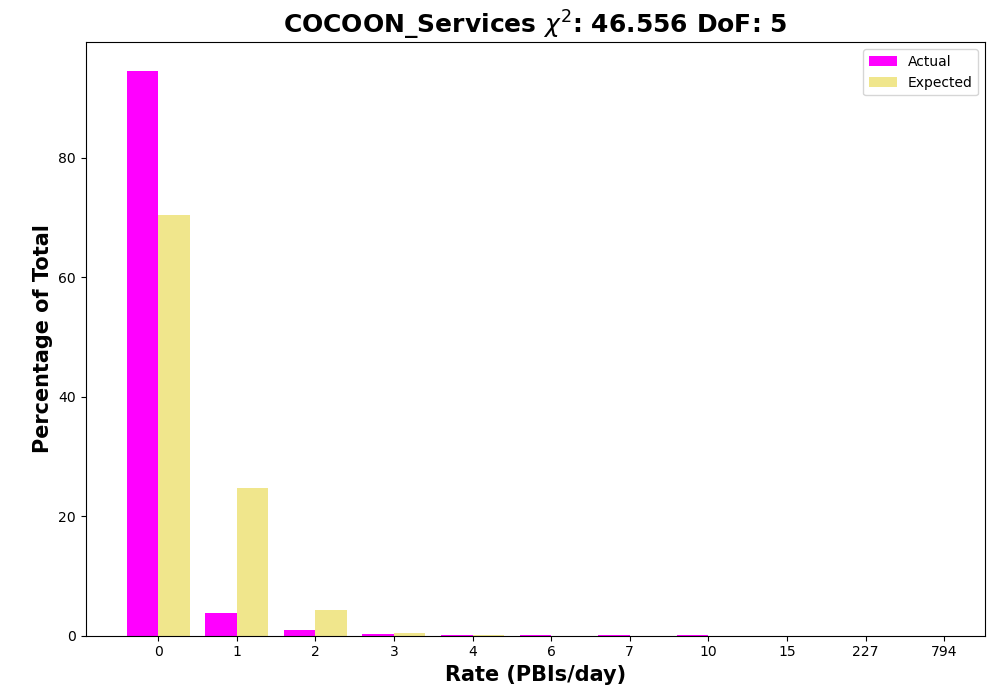 COCOON_Services χ²: 46.556 DoF: 5
Actual
Expected
Percentage of Total
80
60
40
20
0
0 1 2 3 4 6 7 10 15 227 794
Rate (PBIs/day)